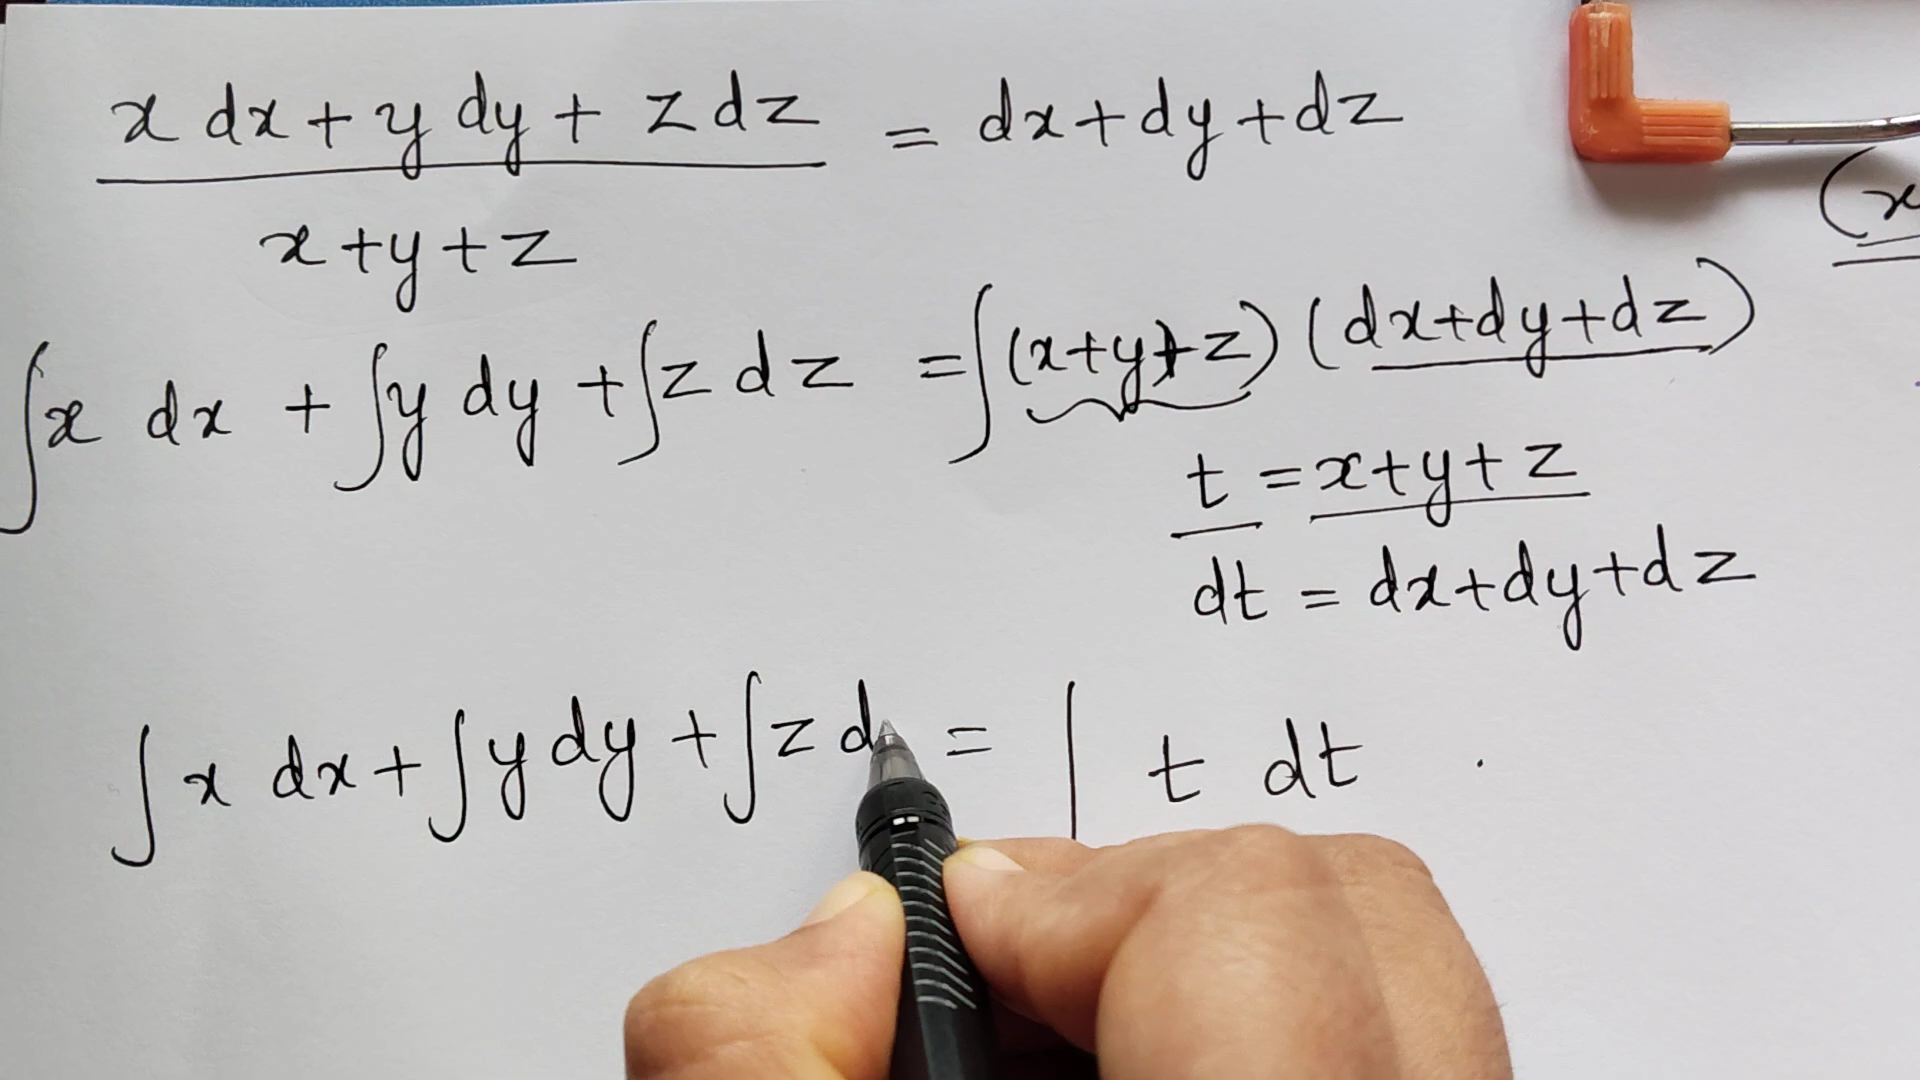 x dx + y dy + z dz / x + y + z = dx + dy + dz
(x
∫x dx + ∫y dy + ∫z dz = ∫(x+y+z) (dx+dy+dz)
t = x+y+z
dt = dx+dy+dz
∫x dx + ∫y dy + ∫z d = ∫ t dt .